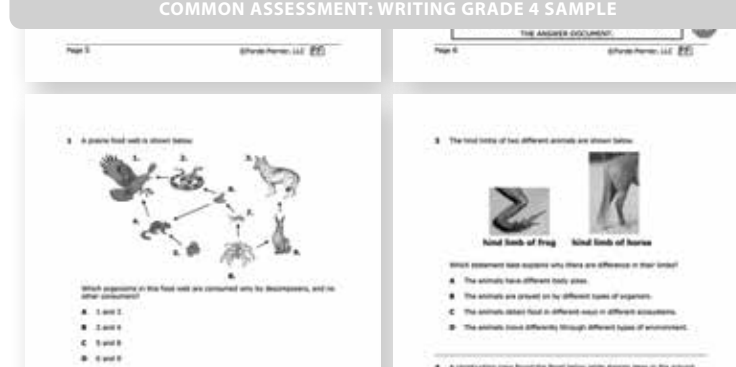 COMMON ASSESSMENT: WRITING GRADE 4 SAMPLE
THE ANSWER DOCUMENT.
Page 5
Page 6
A prairie food web is shown below
1.
2.
3.
Which organisms in this food web are consumed only by decomposers, and no
other consumers?
A 1 and 3
B 2 and 4
C 5 and 8
D 6 and 9
The hind limbs of two different animals are shown below
hind limb of frog hind limb of horse
Which statement best explains why there are difference in their limbs?
A The animals have different body sizes.
B The animals are preyed on by different types of organism.
C The animals obtain food in different ways in different ecosystems.
D The animals move differently through different types of environment.